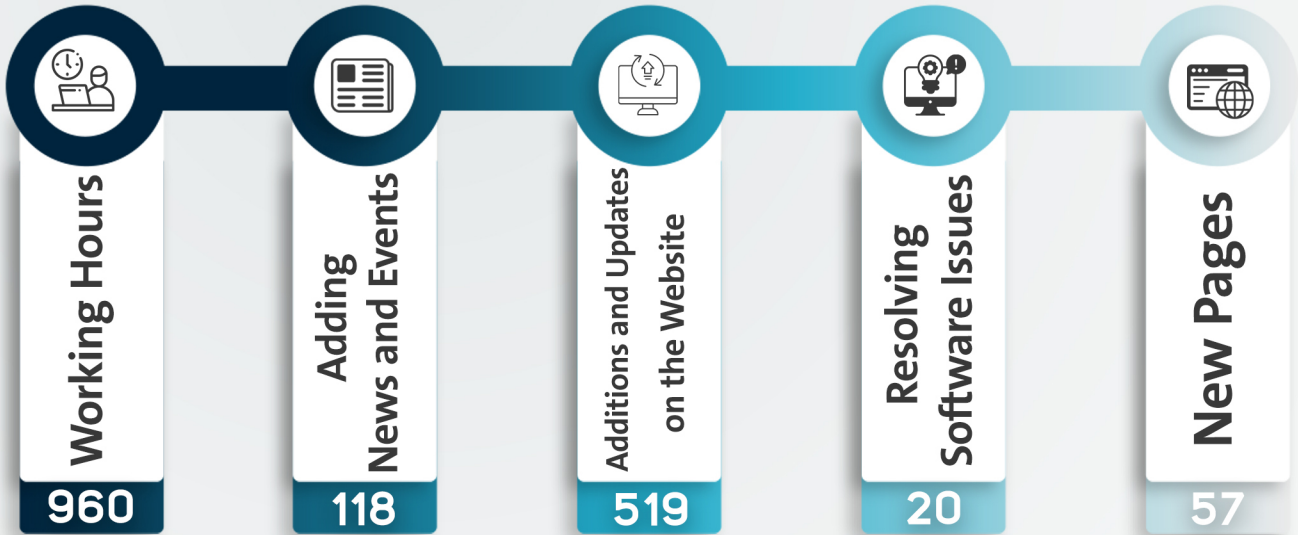 Working Hours
960
Adding
News and Events
118
Additions and Updates
on the Website
519
Resolving
Software Issues
20
New Pages
57